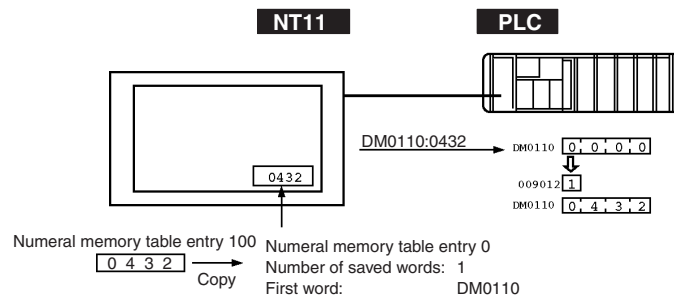 NT11
PLC
DM0110:0432
DM0110 0 0 0 0
0432
009012 1
DM0110 0 4 3 2
Numeral memory table entry 100
0 4 3 2
Copy
Numeral memory table entry 0
Number of saved words: 1
First word: DM0110